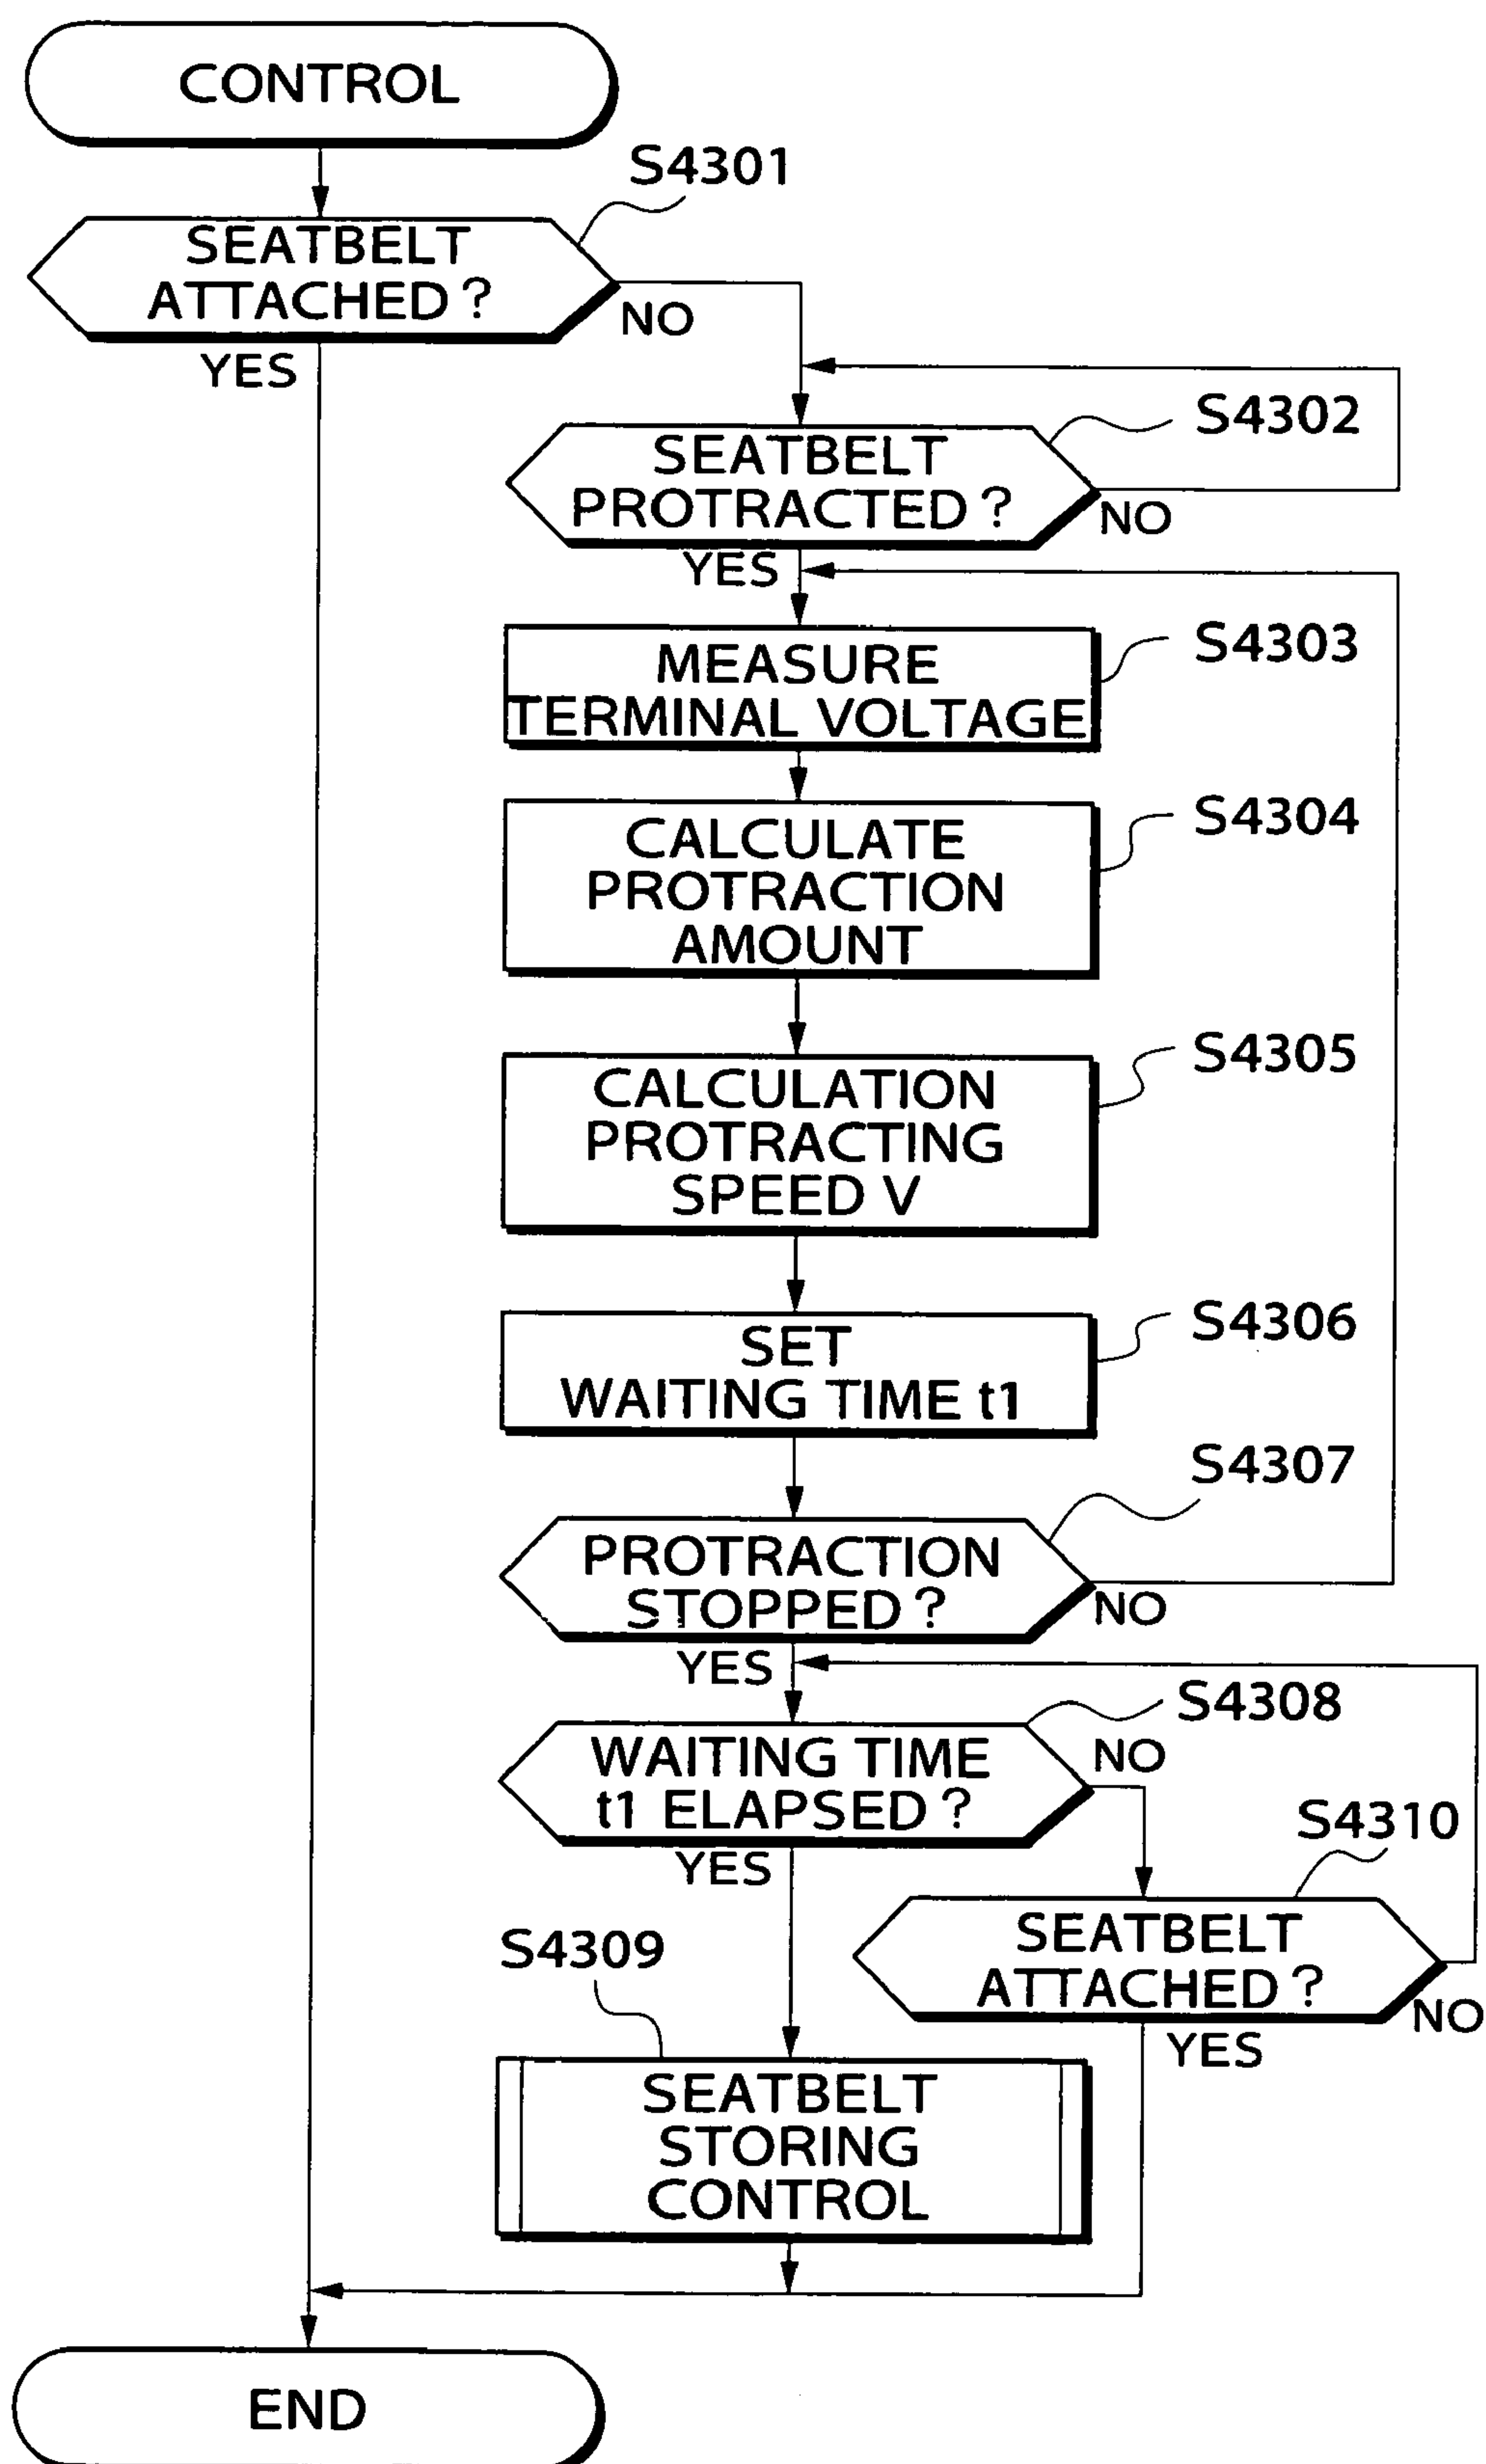 CONTROL
S4301
SEATBELT
ATTACHED ?
NO
YES
S4302
SEATBELT
PROTRACTED ?
NO
YES
S4303
MEASURE
TERMINAL VOLTAGE
S4304
CALCULATE
PROTRACTION
AMOUNT
S4305
CALCULATION
PROTRACTING
SPEED V
S4306
SET
WAITING TIME t1
S4307
PROTRACTION
STOPPED ?
NO
YES
S4308
WAITING TIME
t1 ELAPSED ?
NO
YES
S4310
SEATBELT
ATTACHED ?
NO
YES
S4309
SEATBELT
STORING
CONTROL
END